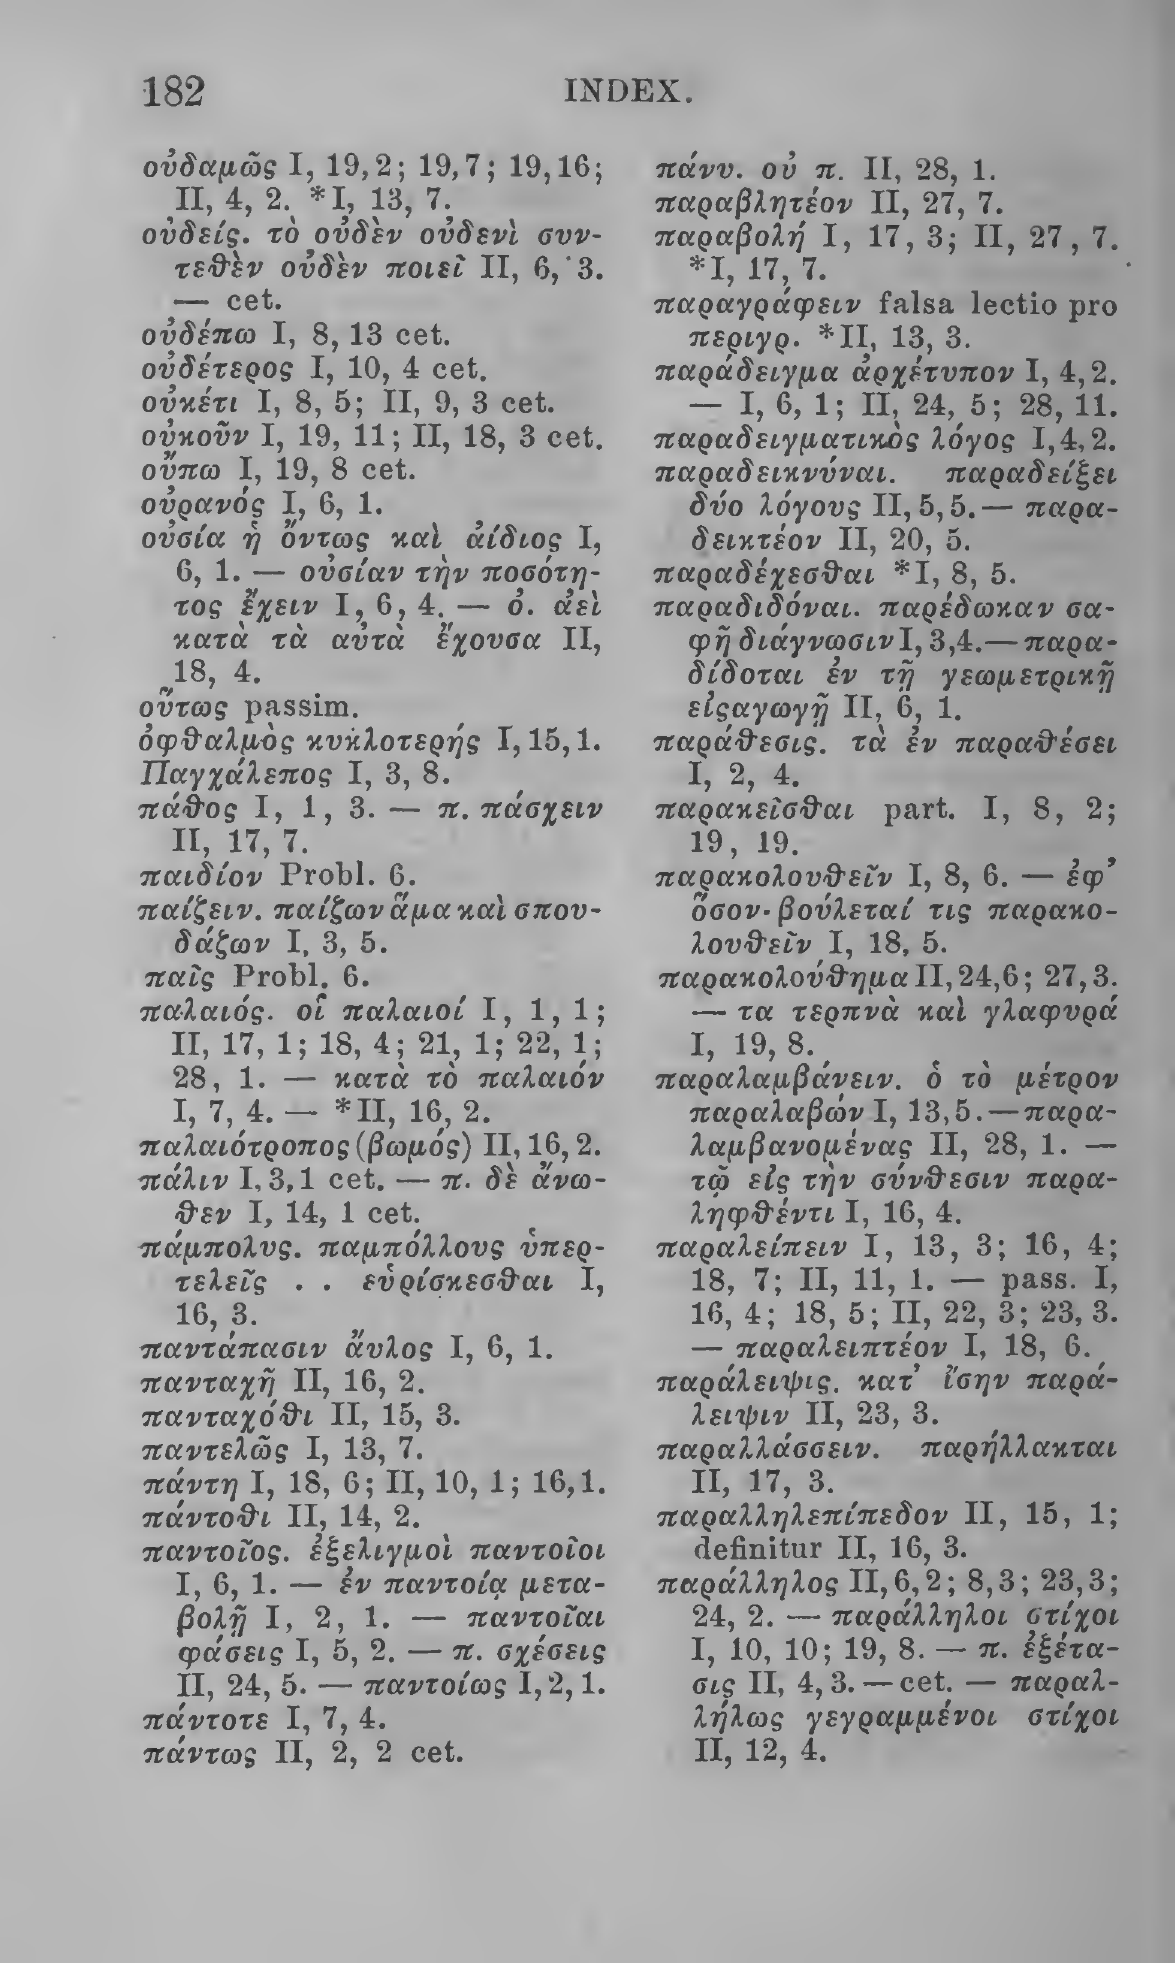 182 INDEX.
οὐδαμῶς I, 19,2; 19,7; 19,16;
II, 4, 2. *I, 13, 7.
οὐδείς. τὸ οὐδὲν οὐδενὶ συν-
τεθὲν οὐδὲν ποιεῖ II, 6, 3.
— cet.
οὐδέπω I, 8, 13 cet.
οὐδέτερος I, 10, 4 cet.
οὐκέτι I, 8, 5; II, 9, 3 cet.
οὐκοῦν I, 19, 11; II, 18, 3 cet.
οὔπω I, 19, 8 cet.
οὐρανός I, 6, 1.
οὐσία ἡ ὄντως καὶ ἀίδιος I,
6, 1. — οὐσίαν τὴν ποσότη-
τος ἔχειν I, 6, 4. — ὀ. ἀεὶ
κατὰ τὰ αὐτὰ ἔχουσα II,
18, 4.
οὕτως passim.
ὀφθαλμὸς κυκλοτερής I, 15, 1.
Παγχάλεπος I, 3, 8.
πάθος I, 1, 3. — π. πάσχειν
II, 17, 7.
παιδίον Probl. 6.
παίζειν. παίζων ἅμα καὶ σπου-
δάζων I, 3, 5.
παῖς Probl. 6.
παλαιός. οἱ παλαιοί I, 1, 1;
II, 17, 1; 18, 4; 21, 1; 22, 1;
28, 1. — κατὰ τὸ παλαιόν
I, 7, 4. — *II, 16, 2.
παλαιότροπος (βωμός) II, 16, 2.
πάλιν I, 3, 1 cet. — π. δὲ ἄνω-
θεν I, 14, 1 cet.
πάμπολυς. παμπόλλους ὑπερ-
τελεῖς . . εὑρίσκεσθαι I,
16, 3.
παντάπασιν ἄυλος I, 6, 1.
πανταχῆ II, 16, 2.
πανταχόθι II, 15, 3.
παντελῶς I, 13, 7.
πάντη I, 18, 6; II, 10, 1; 16,1.
πάντοθι II, 14, 2.
παντοῖος. ἐξελιγμοὶ παντοῖοι
I, 6, 1. — ἐν παντοίᾳ μετα-
βολῇ I, 2, 1. — παντοῖαι
φάσεις I, 5, 2. — π. σχέσεις
II, 24, 5. — παντοίως I, 2, 1.
πάντοτε I, 7, 4.
πάντως II, 2, 2 cet.
πάνυ. οὐ π. II, 28, 1.
παραβλητέον II, 27, 7.
παραβολή I, 17, 3; II, 27, 7.
*I, 17, 7.
παραγράφειν falsa lectio pro
περιγρ. *II, 13, 3.
παράδειγμα ἀρχέτυπον I, 4, 2.
— I, 6, 1; II, 24, 5; 28, 11.
παραδειγματικὸς λόγος I,4,2.
παραδεικνύναι. παραδείξει
δύο λόγους II, 5, 5. — παρα-
δεικτέον II, 20, 5.
παραδέχεσθαι *I, 8, 5.
παραδιδόναι. παρέδωκαν σα-
φῆ διάγνωσιν I, 3,4. — παρα-
δίδοται ἐν τῇ γεωμετρικῇ
εἰςαγωγῇ II, 6, 1.
παράθεσις. τὰ ἐν παραθέσει
I, 2, 4.
παρακεῖσθαι part. I, 8, 2;
19, 19.
παρακολουθεῖν I, 8, 6. — ἐφ'
ὅσον βούλεταί τις παρακο-
λουθεῖν I, 18, 5.
παρακολούθημα II, 24, 6; 27, 3.
— τα τερπνὰ καὶ γλαφυρά
I, 19, 8.
παραλαμβάνειν. ὁ τὸ μέτρον
παραλαβών I, 13, 5. — παρα-
λαμβανομένας II, 28, 1. —
τῷ εἰς τὴν σύνθεσιν παρα-
ληφθέντι I, 16, 4.
παραλείπειν I, 13, 3; 16, 4;
18, 7; II, 11, 1. — pass. I,
16, 4; 18, 5; II, 22, 3; 23, 3.
— παραλειπτέον I, 18, 6.
παράλειψις. κατ' ἴσην παρά-
λειψιν II, 23, 3.
παραλλάσσειν. παρήλλακται
II, 17, 3.
παραλληλεπίπεδον II, 15, 1;
definitur II, 16, 3.
παράλληλος II, 6, 2; 8, 3; 23, 3;
24, 2. — παράλληλοι στίχοι
I, 10, 10; 19, 8. — π. ἐξέτα-
σις II, 4, 3. — cet. — παραλ-
λήλως γεγραμμένοι στίχοι
II, 12, 4.